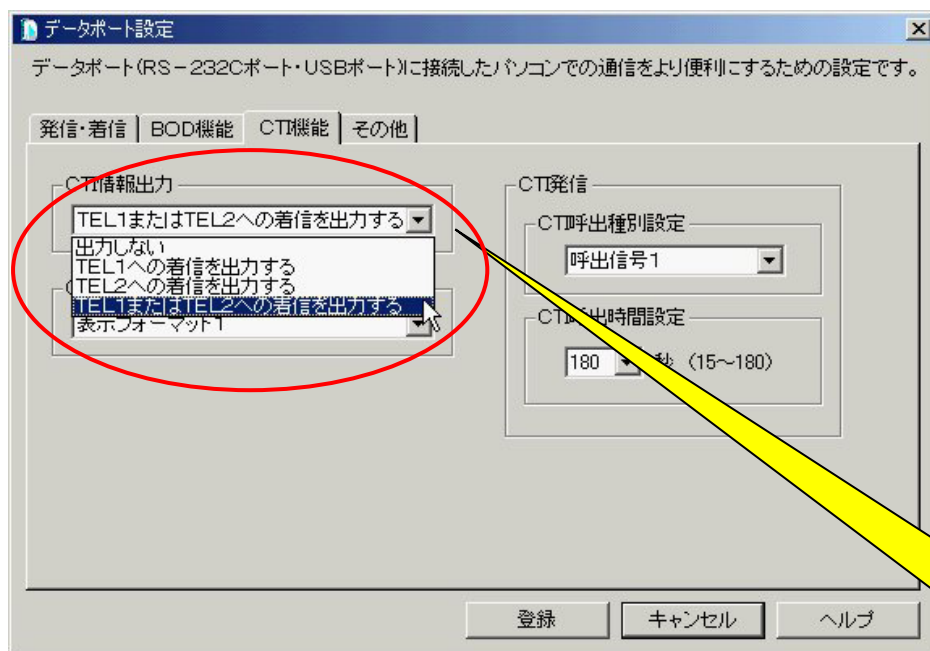 データポート設定
データポート(RS-232Cポート・USBポート)に接続したパソコンでの通信をより便利にするための設定です。
発信・着信 BOD機能 CTI機能 その他
CTI情報出力
TEL1またはTEL2への着信を出力する
出力しない
TEL1への着信を出力する
TEL2への着信を出力する
TEL1またはTEL2への着信を出力する
表示フォーマット1
CTI発信
CTI呼出種別設定
呼出信号1
CTI呼出時間設定
180 秒 (15～180)
登録 キャンセル ヘルプ